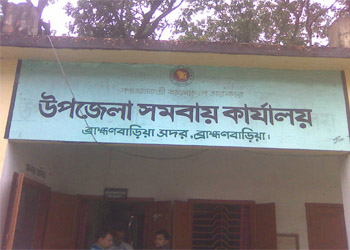 গণপ্রজাতন্ত্রী বাংলাদেশ সরকার
উপজেলা সমবায় কার্যালয়
ব্রাহ্মণবাড়িয়া সদর, ব্রাহ্মণবাড়িয়া।